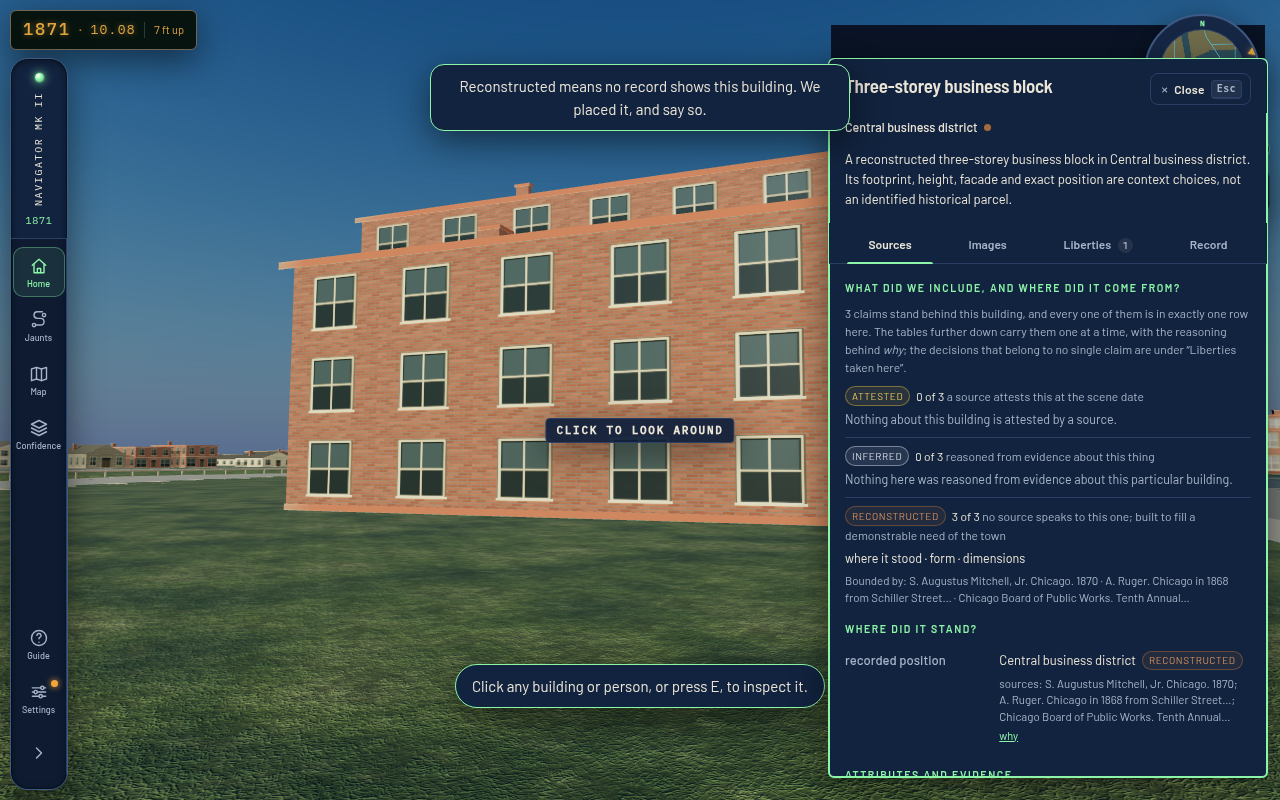 1871 · 10.08 7 ft up
NAVIGATOR MK II
1871
Home
Jaunts
Map
Confidence
Guide
Settings
Reconstructed means no record shows this building. We
placed it, and say so.
CLICK TO LOOK AROUND
Click any building or person, or press E, to inspect it.
N
Three-storey business block
× Close Esc
Central business district
A reconstructed three-storey business block in Central business district.
Its footprint, height, facade and exact position are context choices, not
an identified historical parcel.
Sources Images Liberties 1 Record
WHAT DID WE INCLUDE, AND WHERE DID IT COME FROM?
3 claims stand behind this building, and every one of them is in exactly one row
here. The tables further down carry them one at a time, with the reasoning
behind why; the decisions that belong to no single claim are under “Liberties
taken here”.
ATTESTED 0 of 3 a source attests this at the scene date
Nothing about this building is attested by a source.
INFERRED 0 of 3 reasoned from evidence about this thing
Nothing here was reasoned from evidence about this particular building.
RECONSTRUCTED 3 of 3 no source speaks to this one; built to fill a
demonstrable need of the town
where it stood · form · dimensions
Bounded by: S. Augustus Mitchell, Jr. Chicago. 1870 · A. Ruger. Chicago in 1868
from Schiller Street… · Chicago Board of Public Works. Tenth Annual…
WHERE DID IT STAND?
recorded position Central business district RECONSTRUCTED
sources: S. Augustus Mitchell, Jr. Chicago. 1870;
A. Ruger. Chicago in 1868 from Schiller Street…;
Chicago Board of Public Works. Tenth Annual…
why
ATTRIBUTES AND EVIDENCE